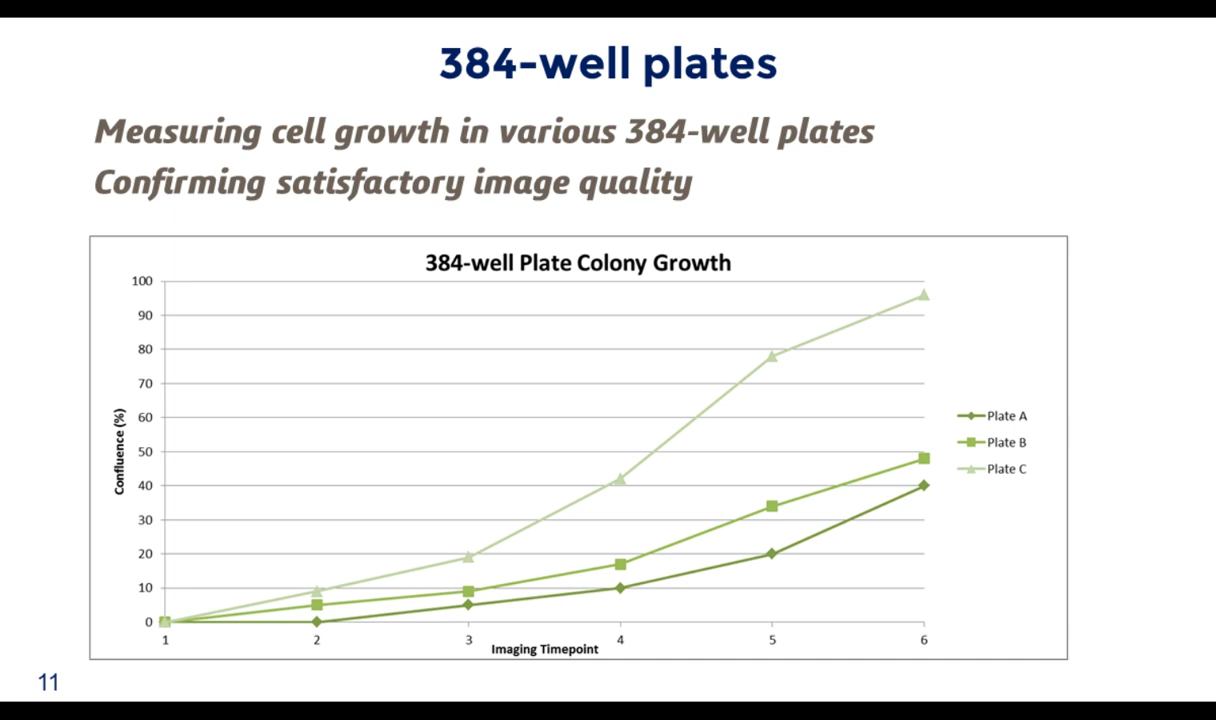 384-well plates
Measuring cell growth in various 384-well plates
Confirming satisfactory image quality
384-well Plate Colony Growth
100
90
80
70
60
50
40
30
20
10
0
Confluence (%)
1 2 3 4 5 6
Imaging Timepoint
Plate A
Plate B
Plate C
11